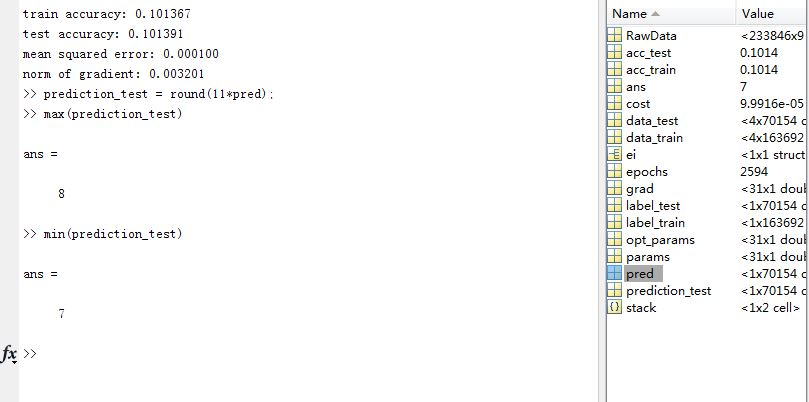 train accuracy: 0.101367
test accuracy: 0.101391
mean squared error: 0.000100
norm of gradient: 0.003201
>> prediction_test = round(11*pred);
>> max(prediction_test)
ans =
8
>> min(prediction_test)
ans =
7
fx >>
Name Value
RawData <233846x9
acc_test 0.1014
acc_train 0.1014
ans 7
cost 9.9916e-05
data_test <4x70154 c
data_train <4x163692
ei <1x1 struct
epochs 2594
grad <31x1 doul
label_test <1x70154 c
label_train <1x163692
opt_params <31x1 doul
params <31x1 doul
pred <1x70154 c
prediction_test <1x70154 c
stack <1x2 cell>